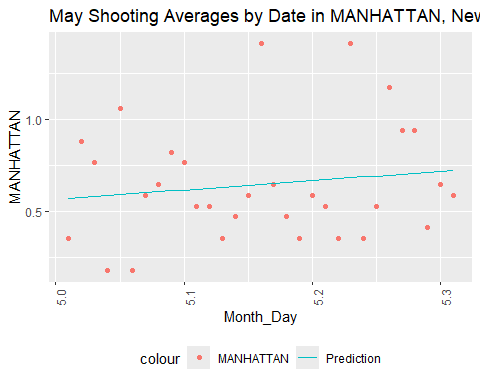 May Shooting Averages by Date in MANHATTAN, New
MANHATTAN
1.0
0.5
5.0
5.1
5.2
5.3
Month_Day
colour MANHATTAN Prediction